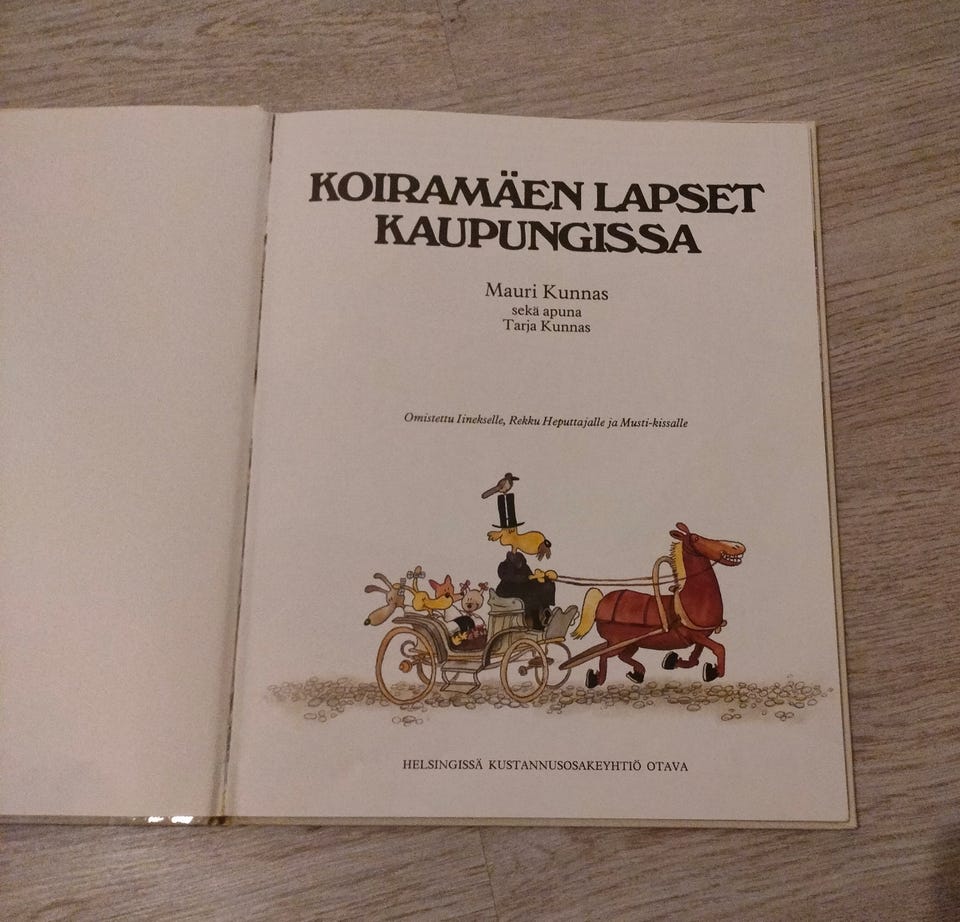 KOIRAMÄEN LAPSET
KAUPUNGISSA
Mauri Kunnas
sekä apuna
Tarja Kunnas
Omistettu Iinekselle, Rekku Heputtajalle ja Musti-kissalle
HELSINGISSÄ KUSTANNUSOSAKEYHTIÖ OTAVA